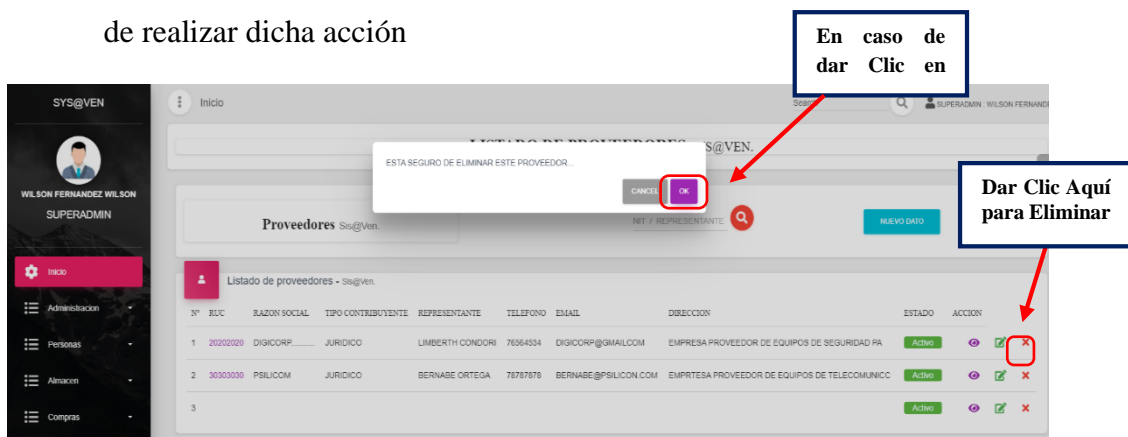 de realizar dicha acción
En caso de
dar Clic en
SYS@VEN
Inicio
SUPERADMIN : WILSON FERNAND
S@VEN.
ESTA SEGURO DE ELIMINAR ESTE PROVEEDOR...
CANCEL
OK
Dar Clic Aquí
para Eliminar
WILSON FERNANDEZ WILSON
SUPERADMIN
Proveedores Sis@Ven.
NIT / REPRESENTANTE
NUEVO DATO
Inicio
Listado de proveedores - Sis@Ven.
Administracion
Nº RUC RAZON SOCIAL TIPO CONTRIBUYENTE REPRESENTANTE TELEFONO EMAIL DIRECCION ESTADO ACCION
Personas
1 20202020 DIGICORP............ JURIDICO LIMBERTH CONDORI 76564534 DIGICORP@GMAILCOM EMPRESA PROVEEDOR DE EQUIPOS DE SEGURIDAD PA Activo
Almacen
2 30303030 PSILICOM JURIDICO BERNABE ORTEGA 78787878 BERNABE@PSILICON.COM EMPRTESA PROVEEDOR DE EQUIPOS DE TELECOMUNICC Activo
Compras
3 Activo